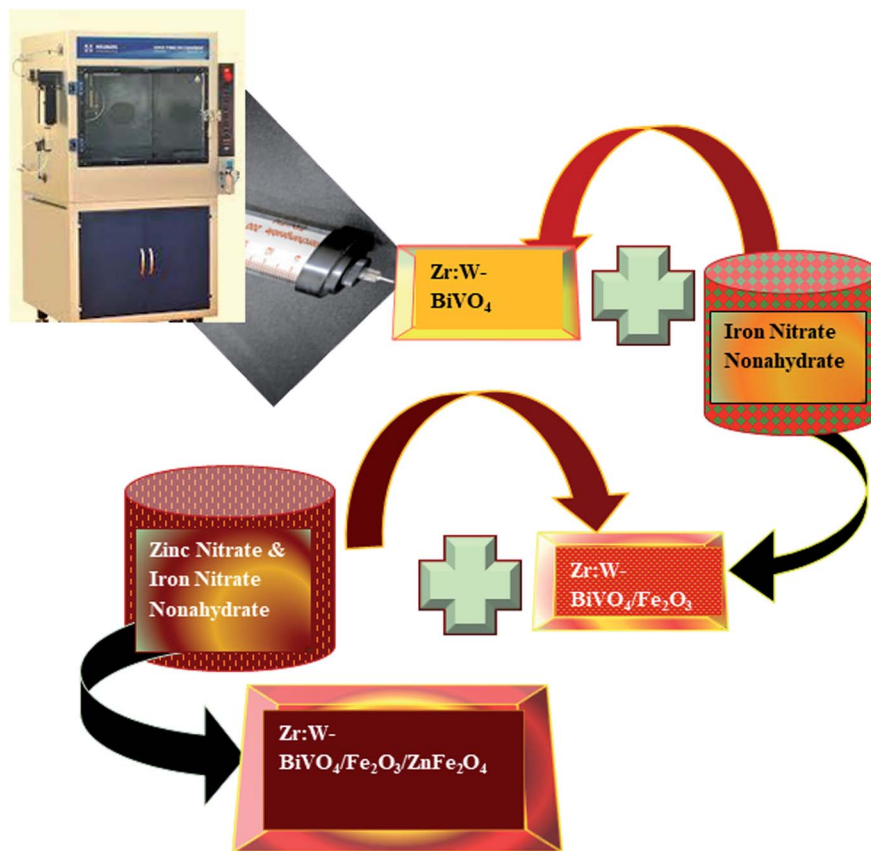 Zr:W-
BiVO₄
Iron Nitrate
Nonahydrate
Zinc Nitrate &
Iron Nitrate
Nonahydrate
Zr:W-
BiVO₄/Fe₂O₃
Zr:W-
BiVO₄/Fe₂O₃/ZnFe₂O₄